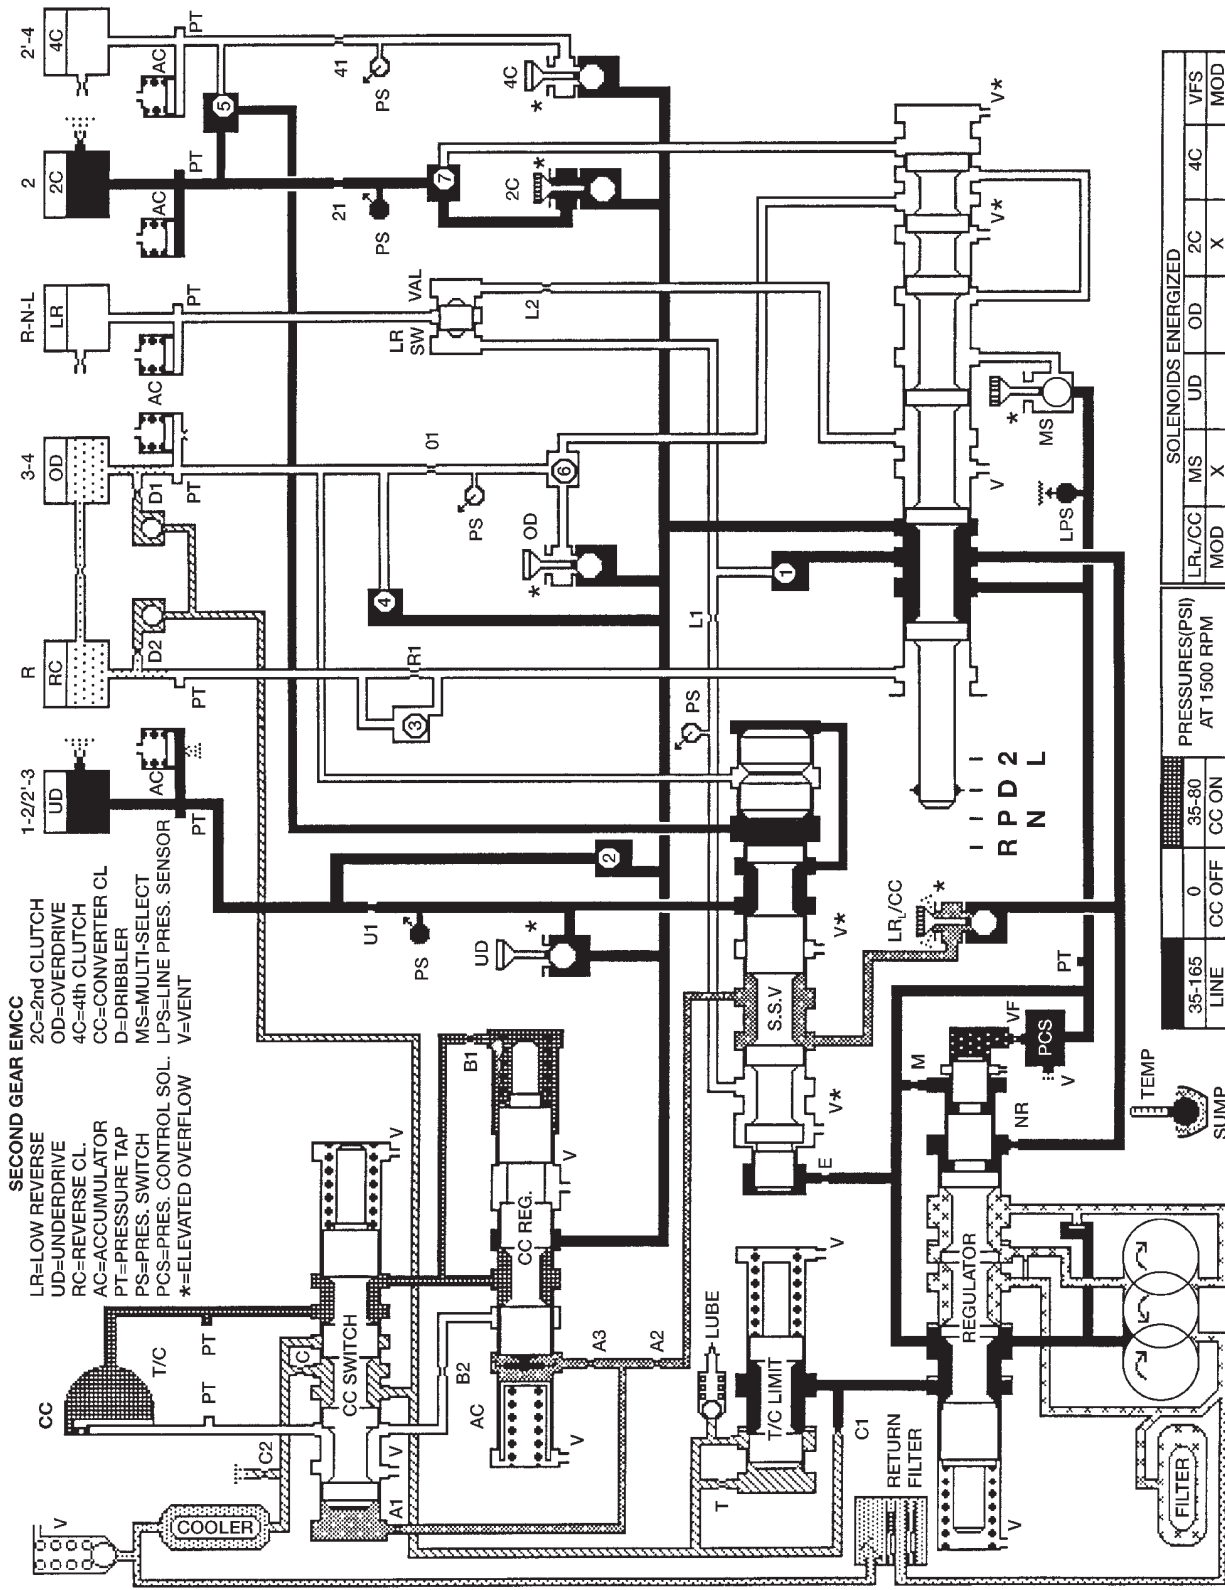 SECOND GEAR EMCC
LR=LOW REVERSE
UD=UNDERDRIVE
RC=REVERSE CL.
AC=ACCUMULATOR
PT=PRESSURE TAP
PS=PRES. SWITCH
PCS=PRES. CONTROL SOL.
*=ELEVATED OVERFLOW
2C=2nd CLUTCH
OD=OVERDRIVE
4C=4th CLUTCH
CC=CONVERTER CL
D=DRIBBLER
MS=MULTI-SELECT
LPS=LINE PRES. SENSOR
V=VENT
1-2/2'-3
UD
R
RC
3-4
OD
R-N-L
LR
2
2C
2'-4
4C
AC
PT
PT
D2
D1
AC
PT
AC
PT
AC
PT
AC
PT
5
41
PS
4C
*
21
PS
7
2C
*
LR SW
VAL
L2
O1
PS
6
OD
*
4
R1
3
L1
1
PS
2
U1
PS
UD
*
CC
T/C
PT
PT
C
CC SWITCH
V
V
C2
COOLER
V
A1
B1
B2
CC REG.
V
AC
V
A3
A2
LUBE
T
T/C LIMIT
V
C1
RETURN
FILTER
S.S.V
V*
V*
E
LR/CC
*
V*
V*
V
MS
*
LPS
R P D 2
N L
PT
M
VF
PCS
V
NR
REGULATOR
V
FILTER
TEMP
SUMP
35-165
LINE
0
CC OFF
35-80
CC ON
PRESSURES(PSI)
AT 1500 RPM
SOLENOIDS ENERGIZED
LRL/CC MS UD OD 2C 4C VFS
MOD X X MOD